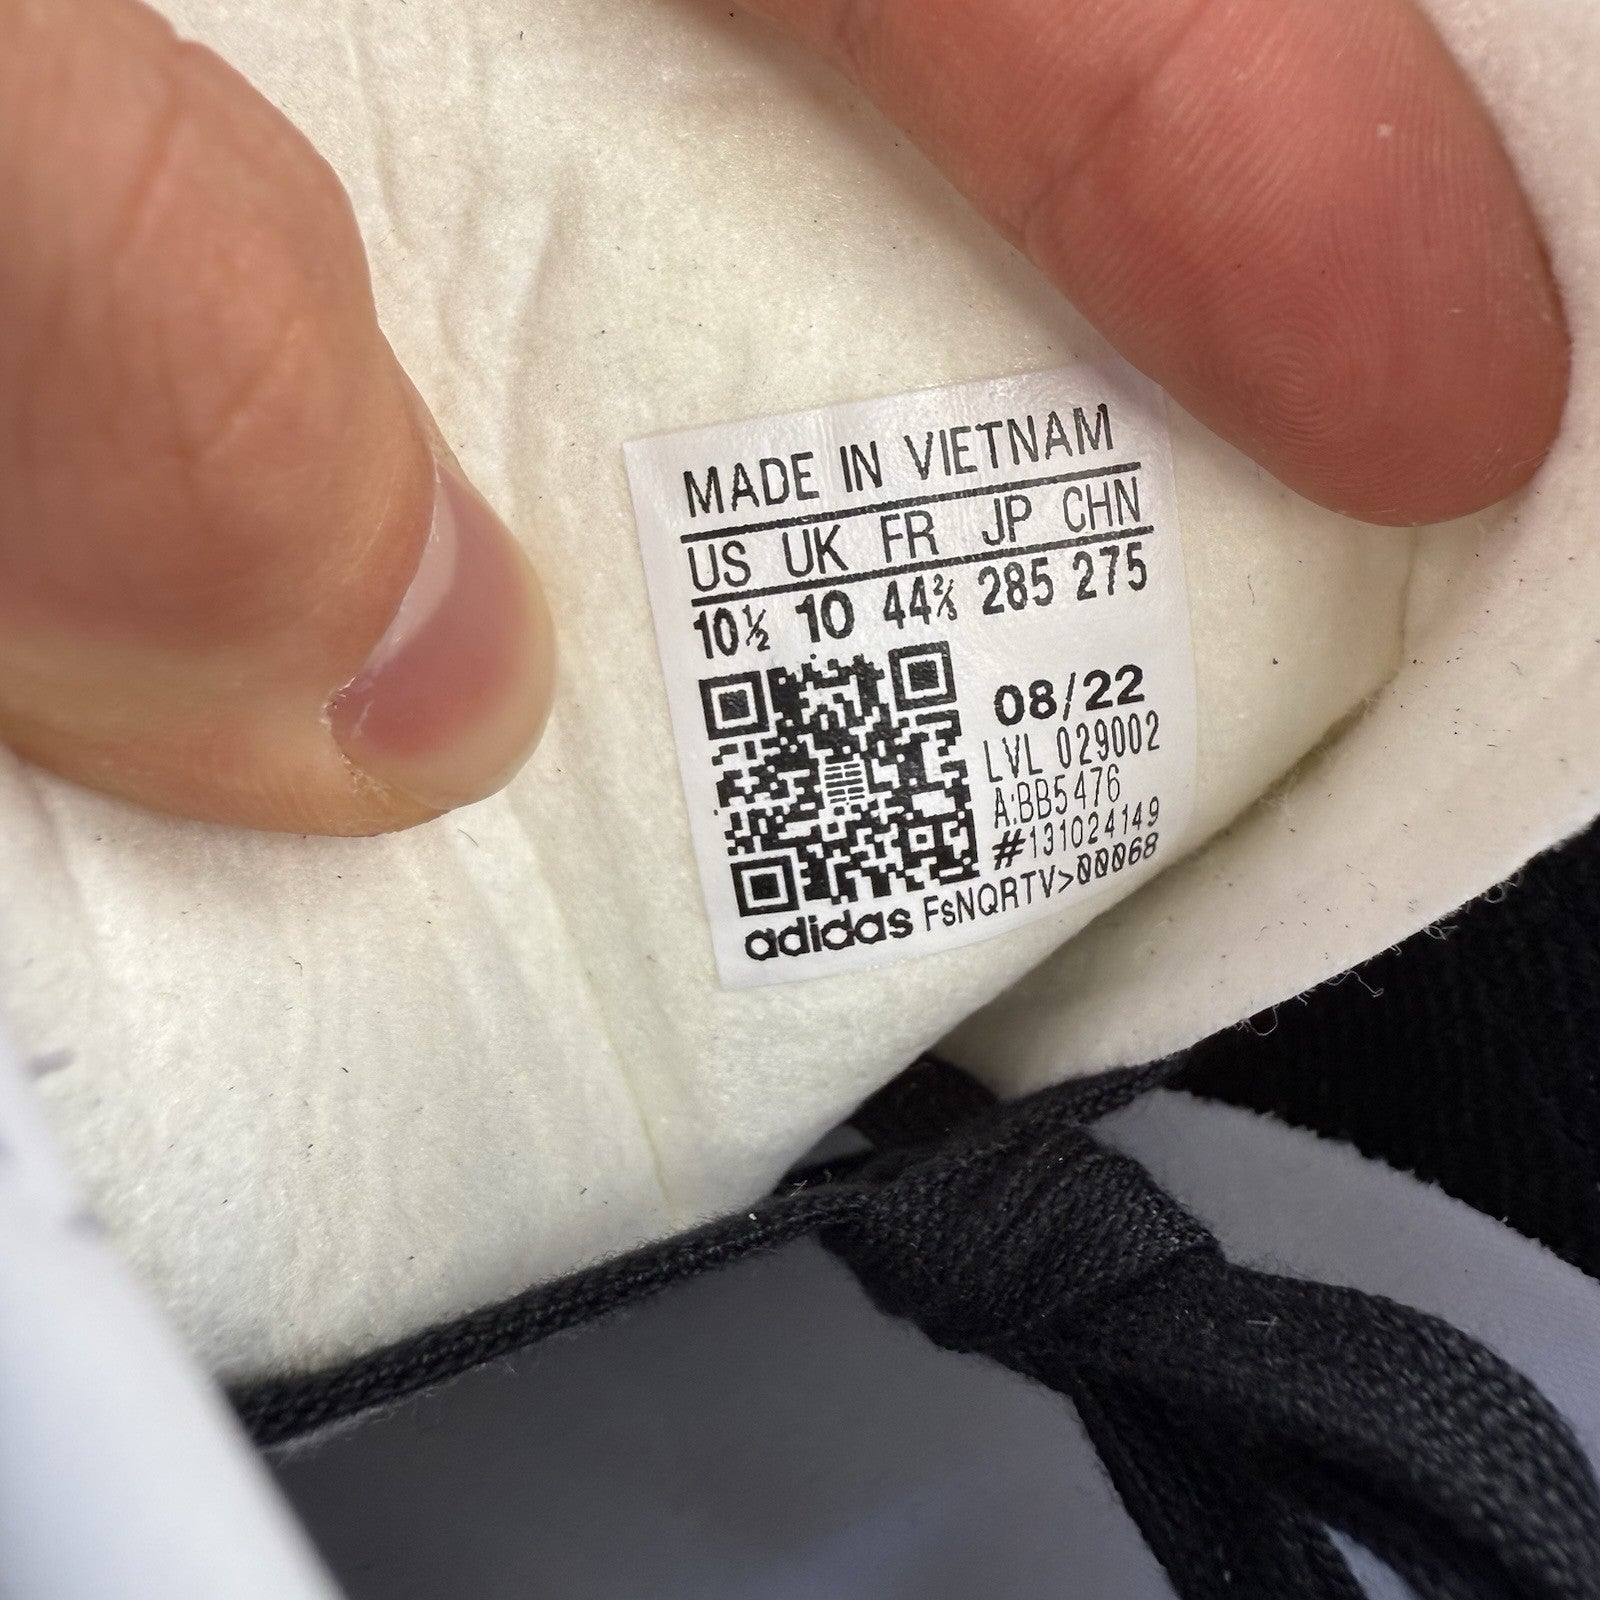 MADE IN VIETNAM
US UK FR JP CHN
10½ 10 44⅔ 285 275
08/22
LVL 029002
A:BB5476
#131024149
adidas FsNQRTV>00068